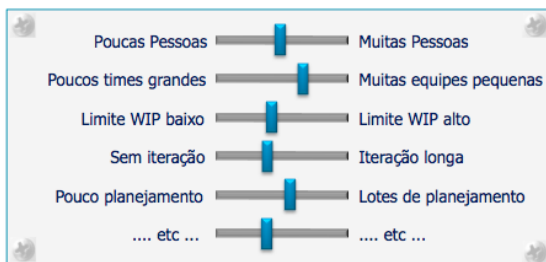 Poucas Pessoas Muitas Pessoas
Poucos times grandes Muitas equipes pequenas
Limite WIP baixo Limite WIP alto
Sem iteração Iteração longa
Pouco planejamento Lotes de planejamento
.... etc ... .... etc ...